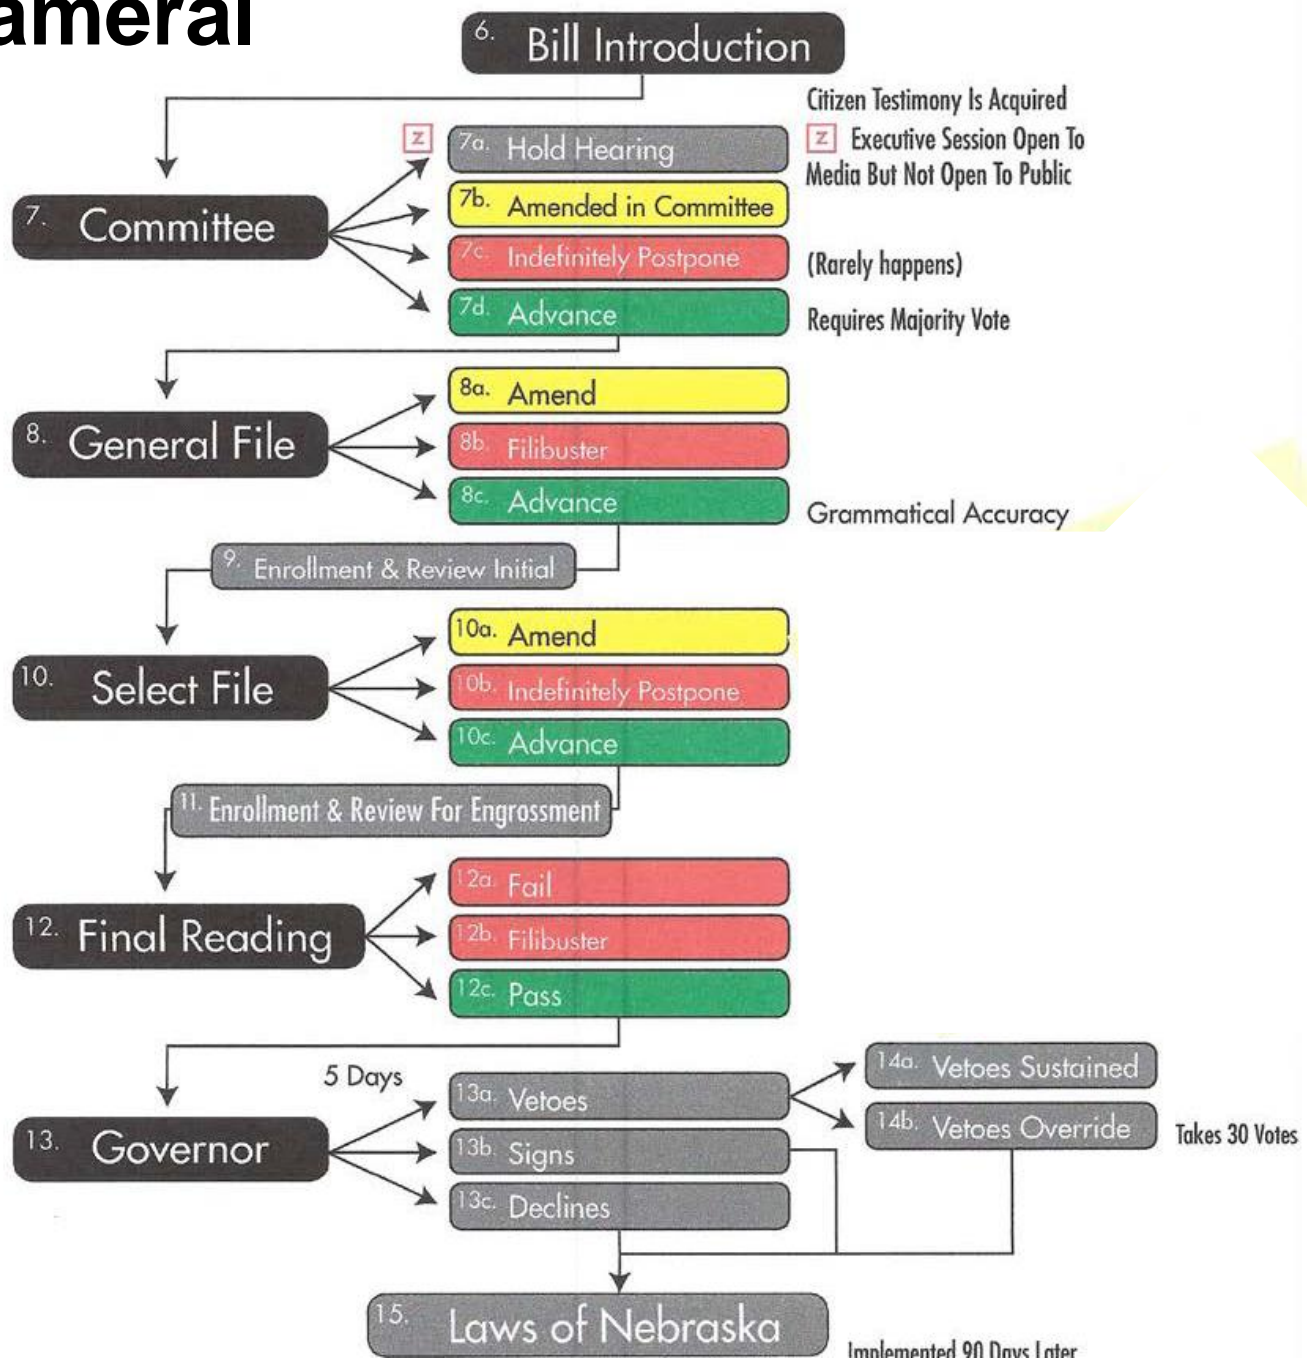 ameral
6. Bill Introduction
Citizen Testimony Is Acquired
Z
7a. Hold Hearing
Z Executive Session Open To
Media But Not Open To Public
7. Committee
7b. Amended in Committee
7c. Indefinitely Postpone
(Rarely happens)
7d. Advance
Requires Majority Vote
8. General File
8a. Amend
8b. Filibuster
8c. Advance
Grammatical Accuracy
9. Enrollment & Review Initial
10. Select File
10a. Amend
10b. Indefinitely Postpone
10c. Advance
11. Enrollment & Review For Engrossment
12. Final Reading
12a. Fail
12b. Filibuster
12c. Pass
5 Days
13. Governor
13a. Vetoes
13b. Signs
13c. Declines
14a. Vetoes Sustained
14b. Vetoes Override
Takes 30 Votes
15. Laws of Nebraska
Implemented 90 Days Later